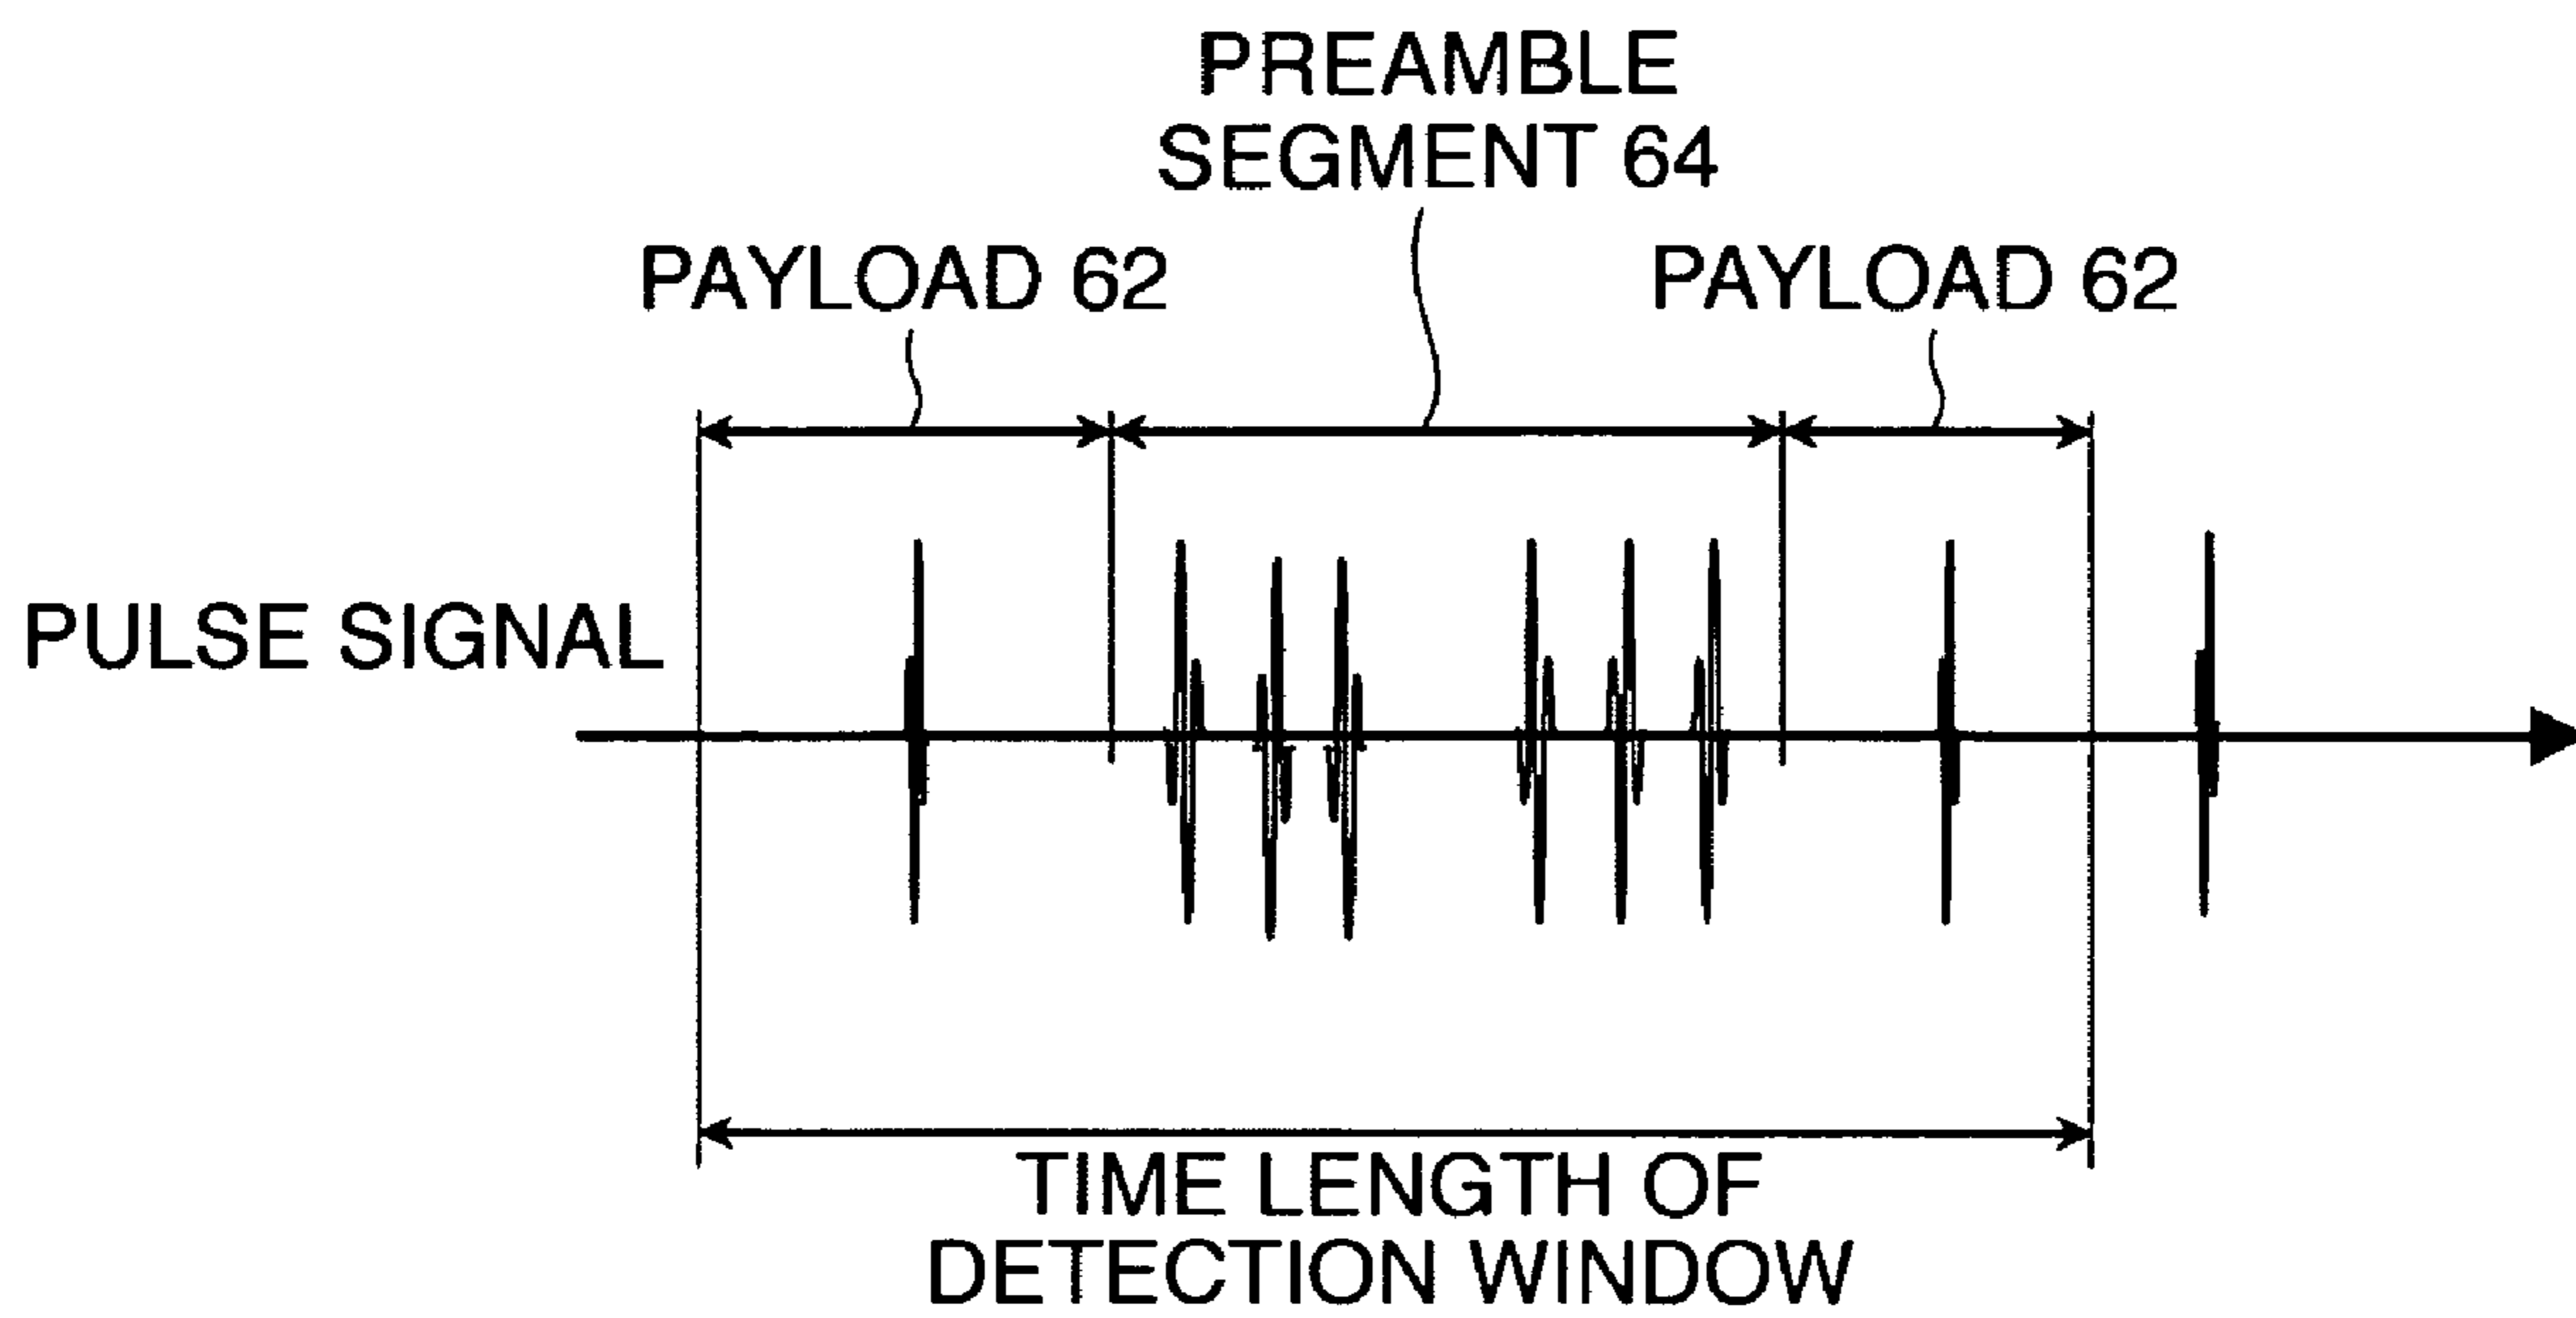 PREAMBLE
SEGMENT 64
PAYLOAD 62
PAYLOAD 62
PULSE SIGNAL
TIME LENGTH OF
DETECTION WINDOW